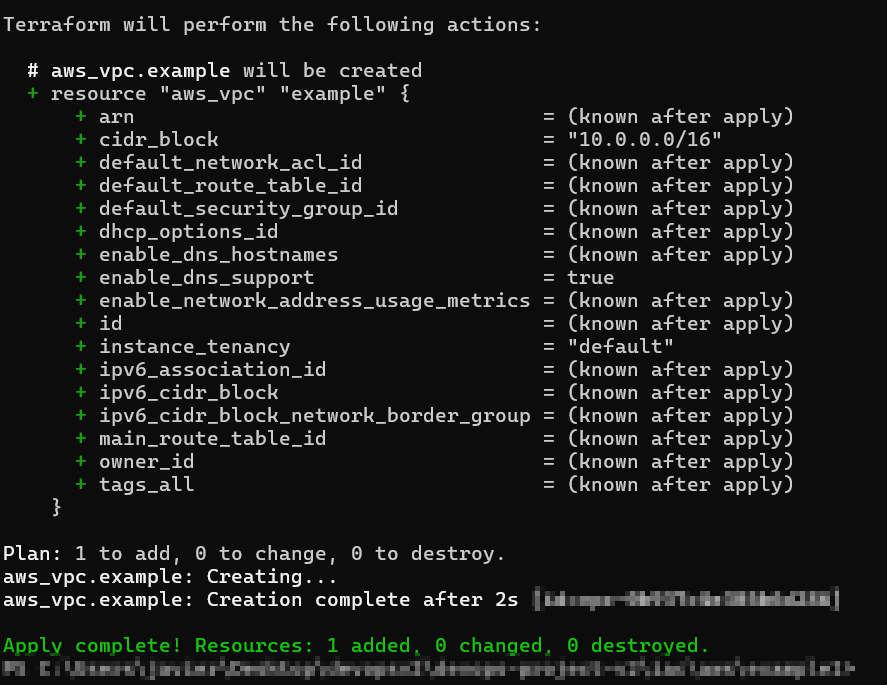 Terraform will perform the following actions:
# aws_vpc.example will be created
+ resource "aws_vpc" "example" {
+ arn = (known after apply)
+ cidr_block = "10.0.0.0/16"
+ default_network_acl_id = (known after apply)
+ default_route_table_id = (known after apply)
+ default_security_group_id = (known after apply)
+ dhcp_options_id = (known after apply)
+ enable_dns_hostnames = (known after apply)
+ enable_dns_support = true
+ enable_network_address_usage_metrics = (known after apply)
+ id = (known after apply)
+ instance_tenancy = "default"
+ ipv6_association_id = (known after apply)
+ ipv6_cidr_block = (known after apply)
+ ipv6_cidr_block_network_border_group = (known after apply)
+ main_route_table_id = (known after apply)
+ owner_id = (known after apply)
+ tags_all = (known after apply)
}
Plan: 1 to add, 0 to change, 0 to destroy.
aws_vpc.example: Creating...
aws_vpc.example: Creation complete after 2s
Apply complete! Resources: 1 added, 0 changed, 0 destroyed.